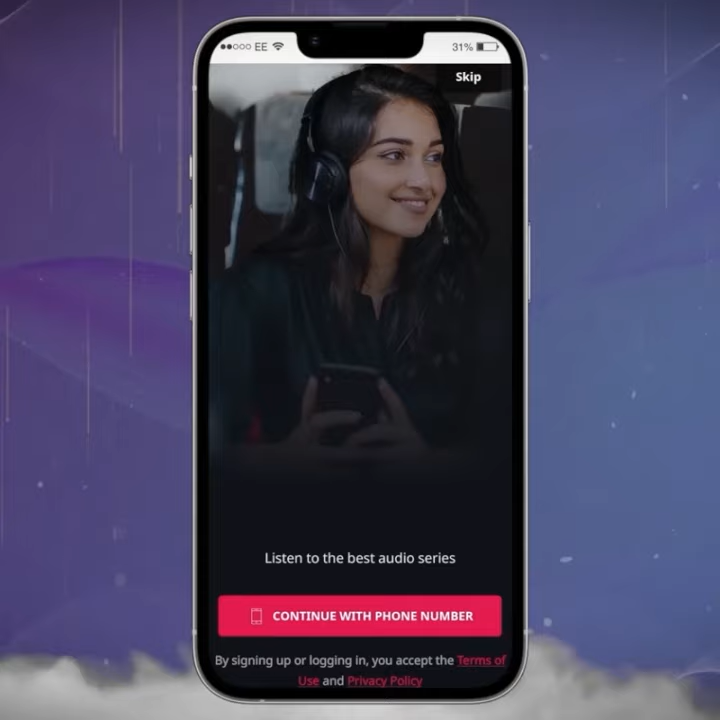 ●●○○○ EE 31%
Skip
Listen to the best audio series
CONTINUE WITH PHONE NUMBER
By signing up or logging in, you accept the Terms of
Use and Privacy Policy